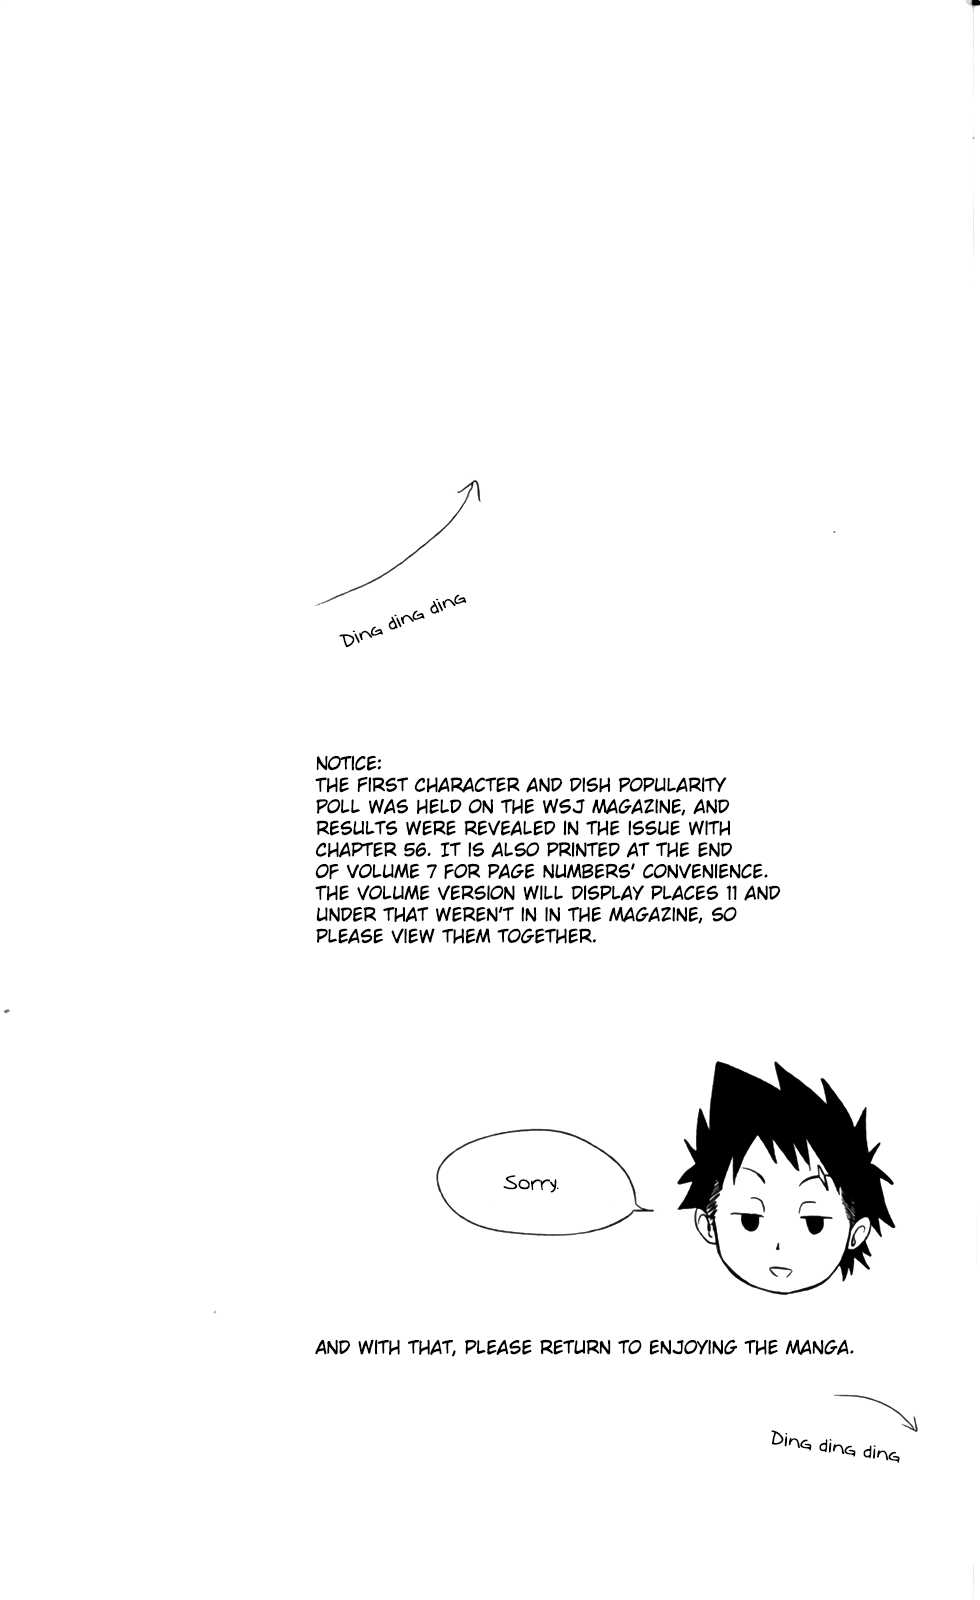 Ding ding ding
NOTICE:
THE FIRST CHARACTER AND DISH POPULARITY
POLL WAS HELD ON THE WSJ MAGAZINE, AND
RESULTS WERE REVEALED IN THE ISSUE WITH
CHAPTER 56. IT IS ALSO PRINTED AT THE END
OF VOLUME 7 FOR PAGE NUMBERS' CONVENIENCE.
THE VOLUME VERSION WILL DISPLAY PLACES 11 AND
UNDER THAT WEREN'T IN IN THE MAGAZINE, SO
PLEASE VIEW THEM TOGETHER.
Sorry.
AND WITH THAT, PLEASE RETURN TO ENJOYING THE MANGA.
Ding ding ding